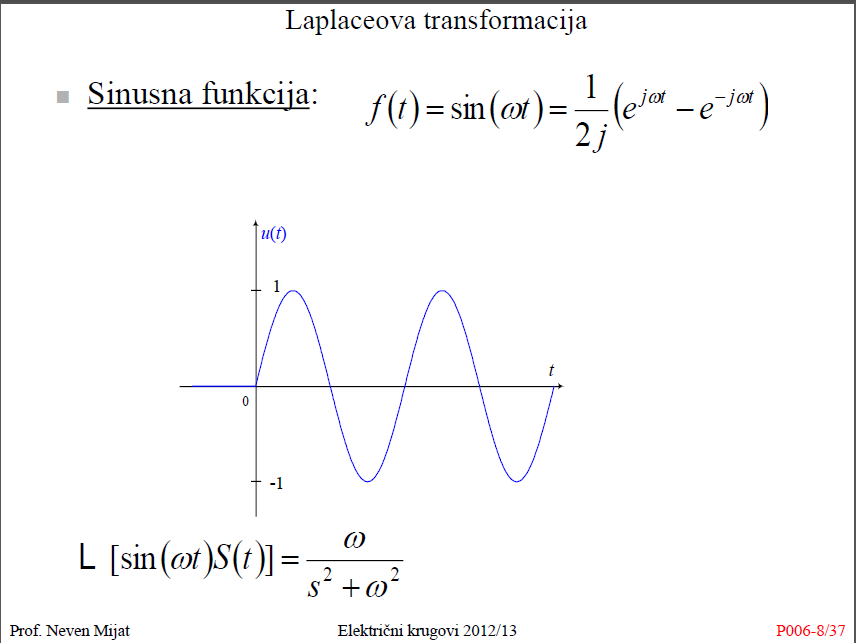 Laplaceova transformacija
Sinusna funkcija: f(t) = sin(ωt) = 1/2j (e^{jωt} − e^{−jωt})
u(t)
1
t
0
-1
L [sin(ωt)S(t)] = ω/(s² + ω²)
Prof. Neven Mijat Električni krugovi 2012/13 P006-8/37